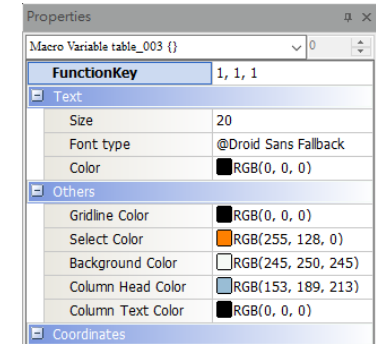 Properties
Macro Variable table_003 {} 0
FunctionKey 1, 1, 1
Text
Size 20
Font type @Droid Sans Fallback
Color RGB(0, 0, 0)
Others
Gridline Color RGB(0, 0, 0)
Select Color RGB(255, 128, 0)
Background Color RGB(245, 250, 245)
Column Head Color RGB(153, 189, 213)
Column Text Color RGB(0, 0, 0)
Coordinates